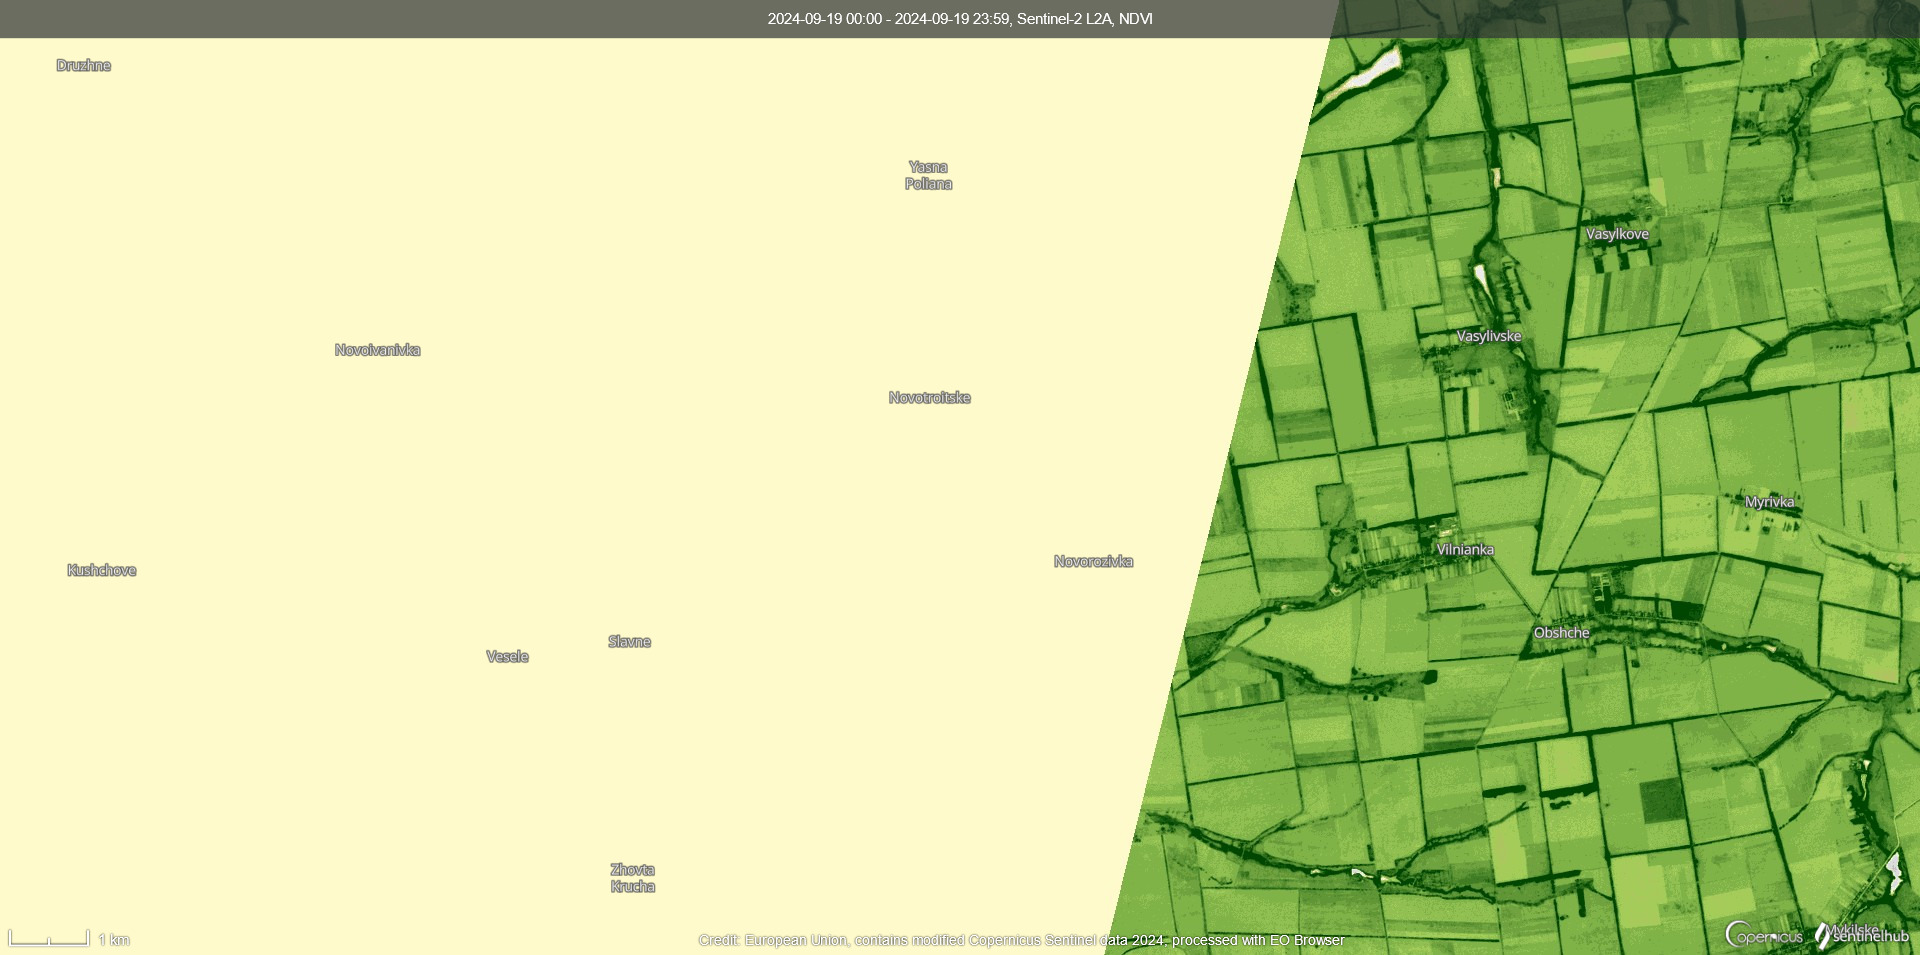 2024-09-19 00:00 - 2024-09-19 23:59, Sentinel-2 L2A, NDVI
Druzhne
Yasna
Poliana
Vasylkove
Vasylivske
Novoivanivka
Novotroitske
Myrivka
Vilnianka
Novorozivka
Kushchove
Obshche
Slavne
Vesele
Zhovta
Krucha
Mykilske
1 km
Credit: European Union, contains modified Copernicus Sentinel data 2024, processed with EO Browser
opernicus
sentinelhub